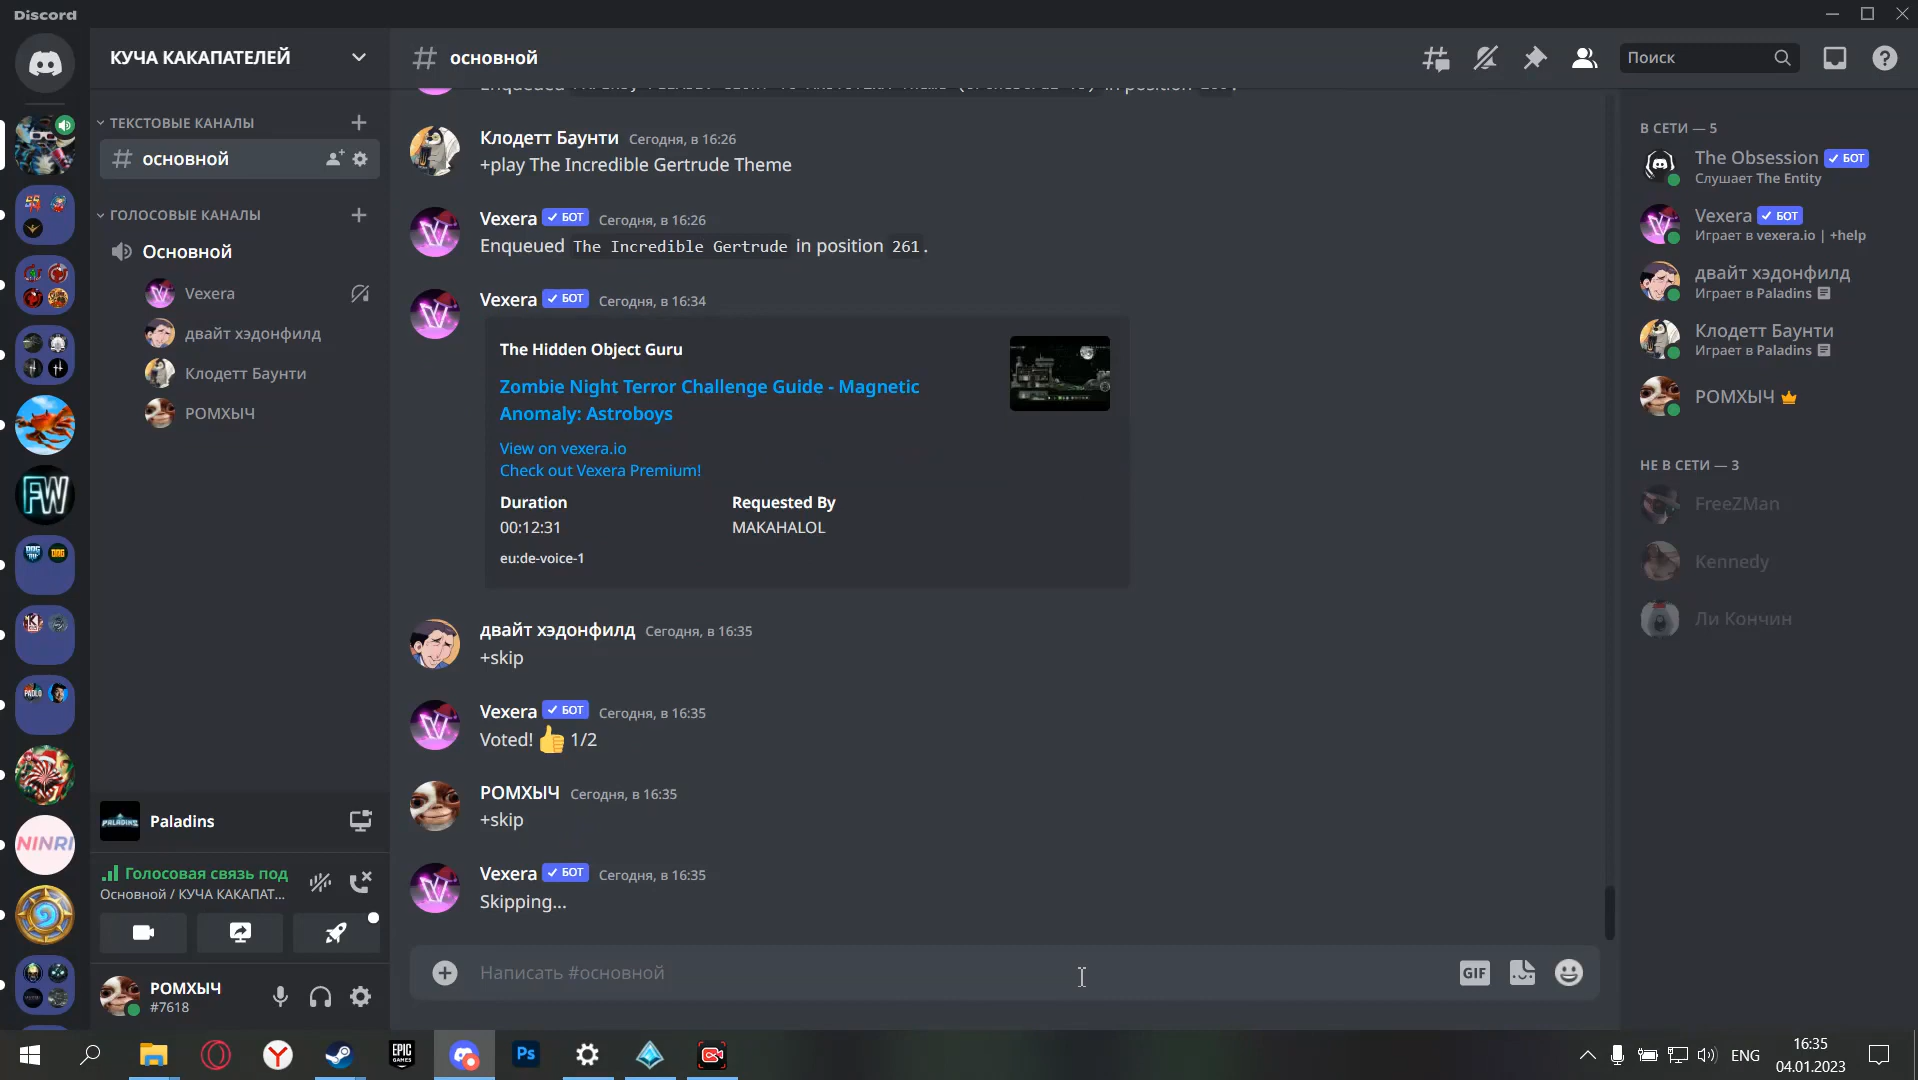 Discord
КУЧА КАКАПАТЕЛЕЙ
ТЕКСТОВЫЕ КАНАЛЫ
основной
ГОЛОСОВЫЕ КАНАЛЫ
Основной
Vexera
двайт хэдонфилд
Клодетт Баунти
РОМХЫЧ
Paladins
Голосовая связь под
Основной / КУЧА КАКАПАТ...
РОМХЫЧ
#7618
основной
Поиск
Enqueued
in position
Клодетт Баунти Сегодня, в 16:26
+play The Incredible Gertrude Theme
Vexera БОТ Сегодня, в 16:26
Enqueued The Incredible Gertrude in position 261.
Vexera БОТ Сегодня, в 16:34
The Hidden Object Guru
Zombie Night Terror Challenge Guide - Magnetic
Anomaly: Astroboys
View on vexera.io
Check out Vexera Premium!
Duration Requested By
00:12:31 MAKAHALOL
eu:de-voice-1
двайт хэдонфилд Сегодня, в 16:35
+skip
Vexera БОТ Сегодня, в 16:35
Voted! 👍 1/2
РОМХЫЧ Сегодня, в 16:35
+skip
Vexera БОТ Сегодня, в 16:35
Skipping...
Написать #основной
GIF
В СЕТИ — 5
The Obsession БОТ
Слушает The Entity
Vexera БОТ
Играет в vexera.io | +help
двайт хэдонфилд
Играет в Paladins
Клодетт Баунти
Играет в Paladins
РОМХЫЧ
НЕ В СЕТИ — 3
FreeZMan
Kennedy
Ли Кончин
FW
NINRI
EPIC
GAMES
Ps
ENG
16:35
04.01.2023